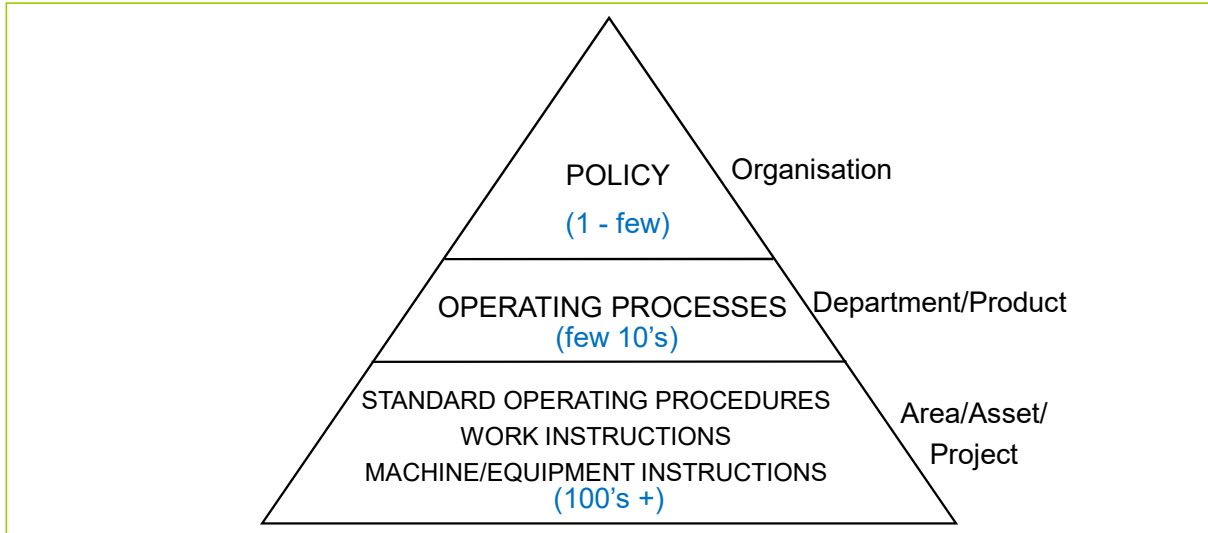 POLICY
Organisation
(1 - few)
OPERATING PROCESSES
Department/Product
(few 10’s)
STANDARD OPERATING PROCEDURES
WORK INSTRUCTIONS
MACHINE/EQUIPMENT INSTRUCTIONS
(100’s +)
Area/Asset/
Project